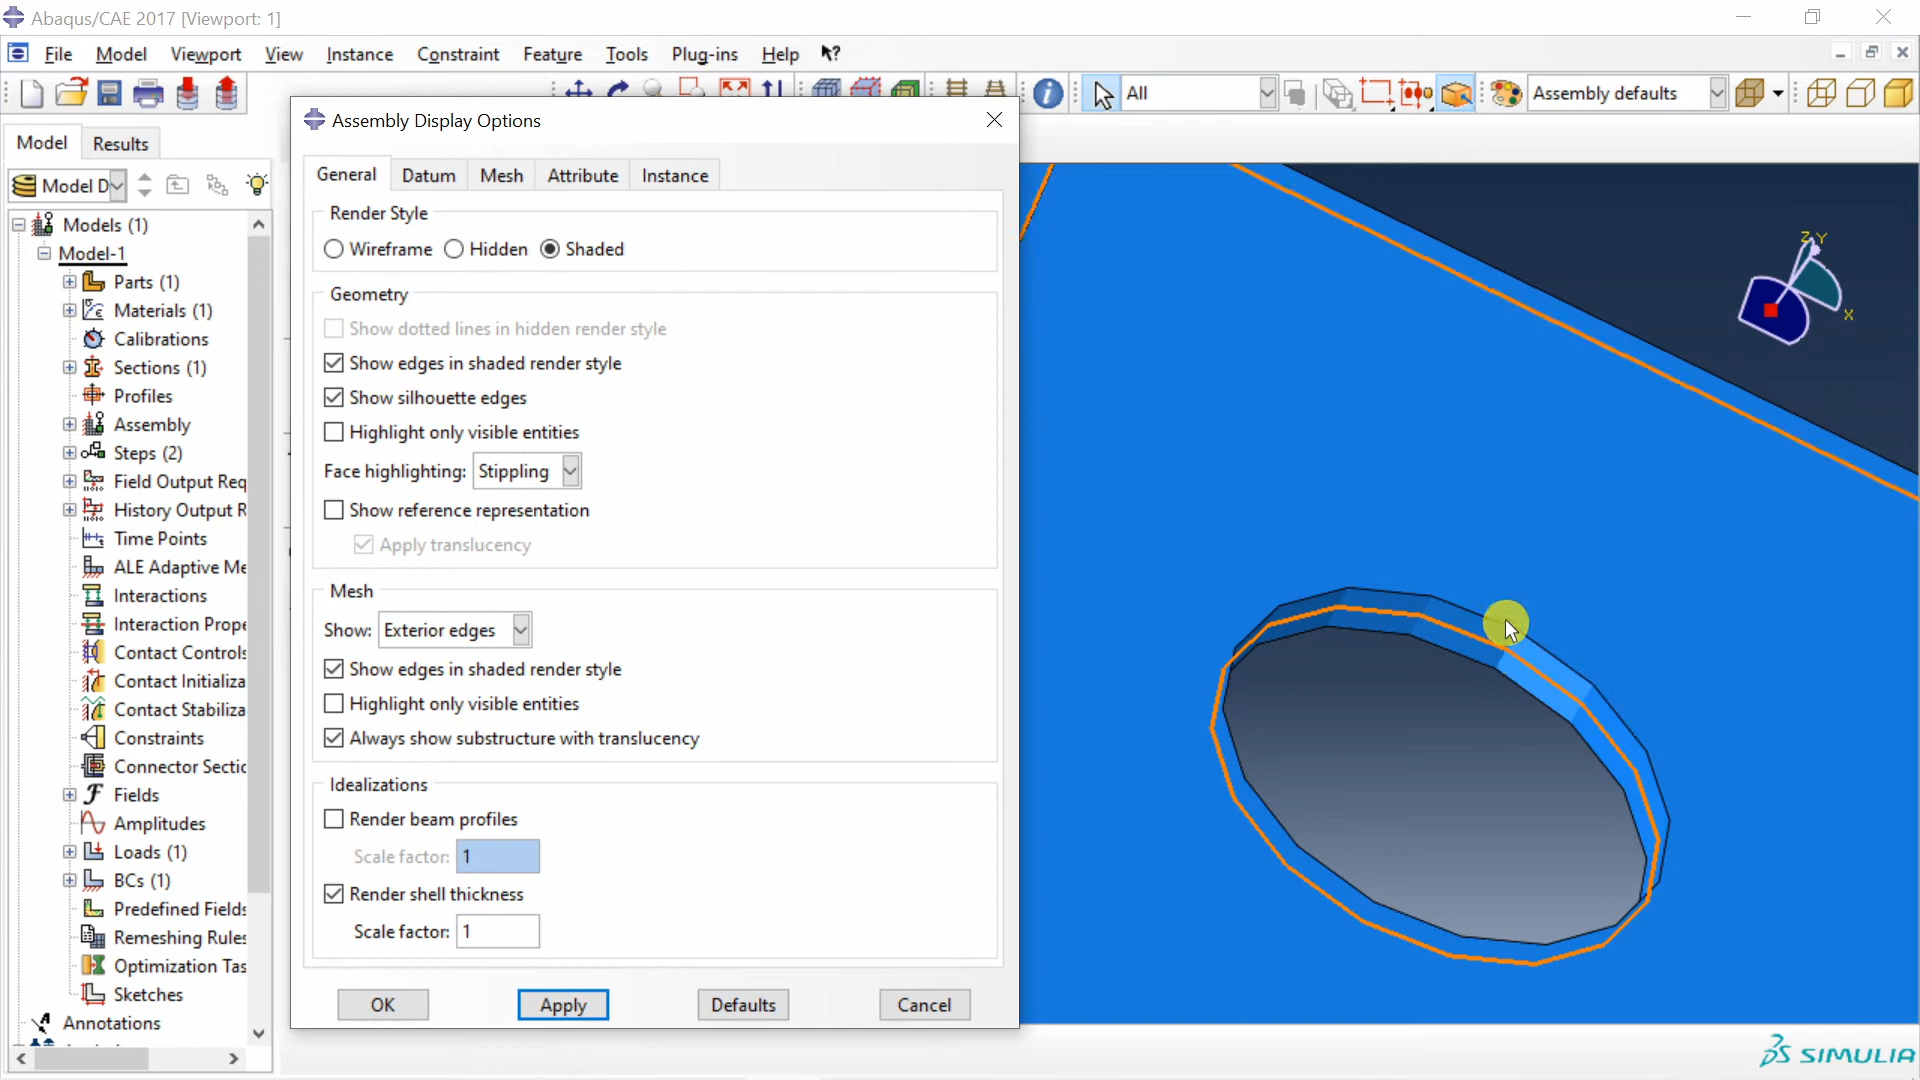 Abaqus/CAE 2017 [Viewport: 1]
File Model Viewport View Instance Constraint Feature Tools Plug-ins Help
All
Assembly defaults
Model Results
Model D
Models (1)
Model-1
Parts (1)
Materials (1)
Calibrations
Sections (1)
Profiles
Assembly
Steps (2)
Field Output Req
History Output R
Time Points
ALE Adaptive Me
Interactions
Interaction Prope
Contact Controls
Contact Initializa
Contact Stabiliza
Constraints
Connector Sectio
Fields
Amplitudes
Loads (1)
BCs (1)
Predefined Fields
Remeshing Rules
Optimization Tas
Sketches
Annotations
Assembly Display Options
General Datum Mesh Attribute Instance
Render Style
Wireframe Hidden Shaded
Geometry
Show dotted lines in hidden render style
Show edges in shaded render style
Show silhouette edges
Highlight only visible entities
Face highlighting: Stippling
Show reference representation
Apply translucency
Mesh
Show: Exterior edges
Show edges in shaded render style
Highlight only visible entities
Always show substructure with translucency
Idealizations
Render beam profiles
Scale factor: 1
Render shell thickness
Scale factor: 1
OK Apply Defaults Cancel
Z Y
X
SIMULIA